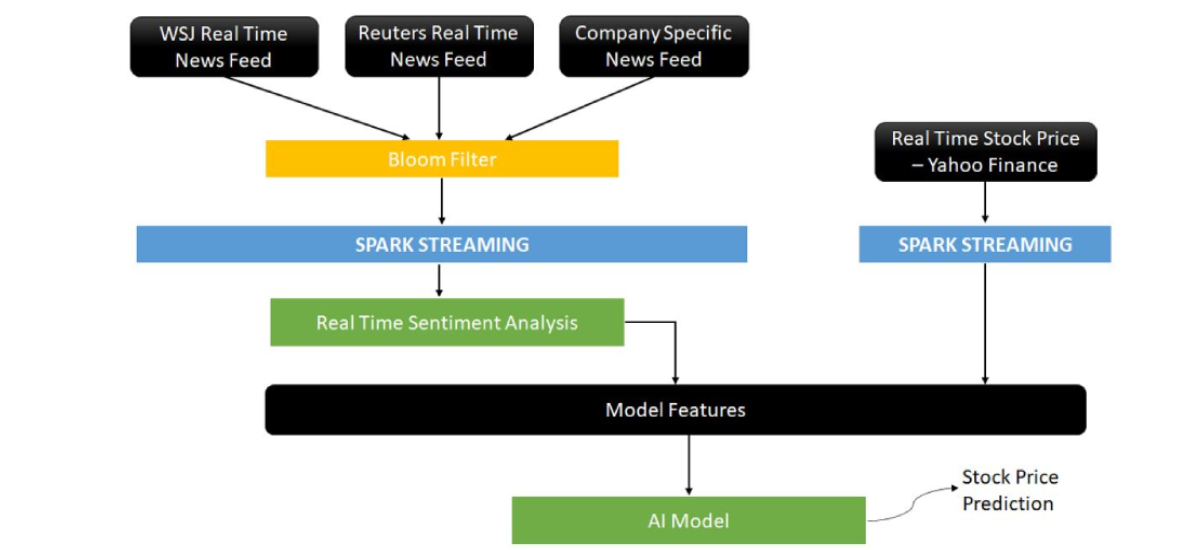 WSJ Real Time
News Feed
Reuters Real Time
News Feed
Company Specific
News Feed
Real Time Stock Price
– Yahoo Finance
Bloom Filter
SPARK STREAMING
SPARK STREAMING
Real Time Sentiment Analysis
Model Features
Stock Price
Prediction
AI Model